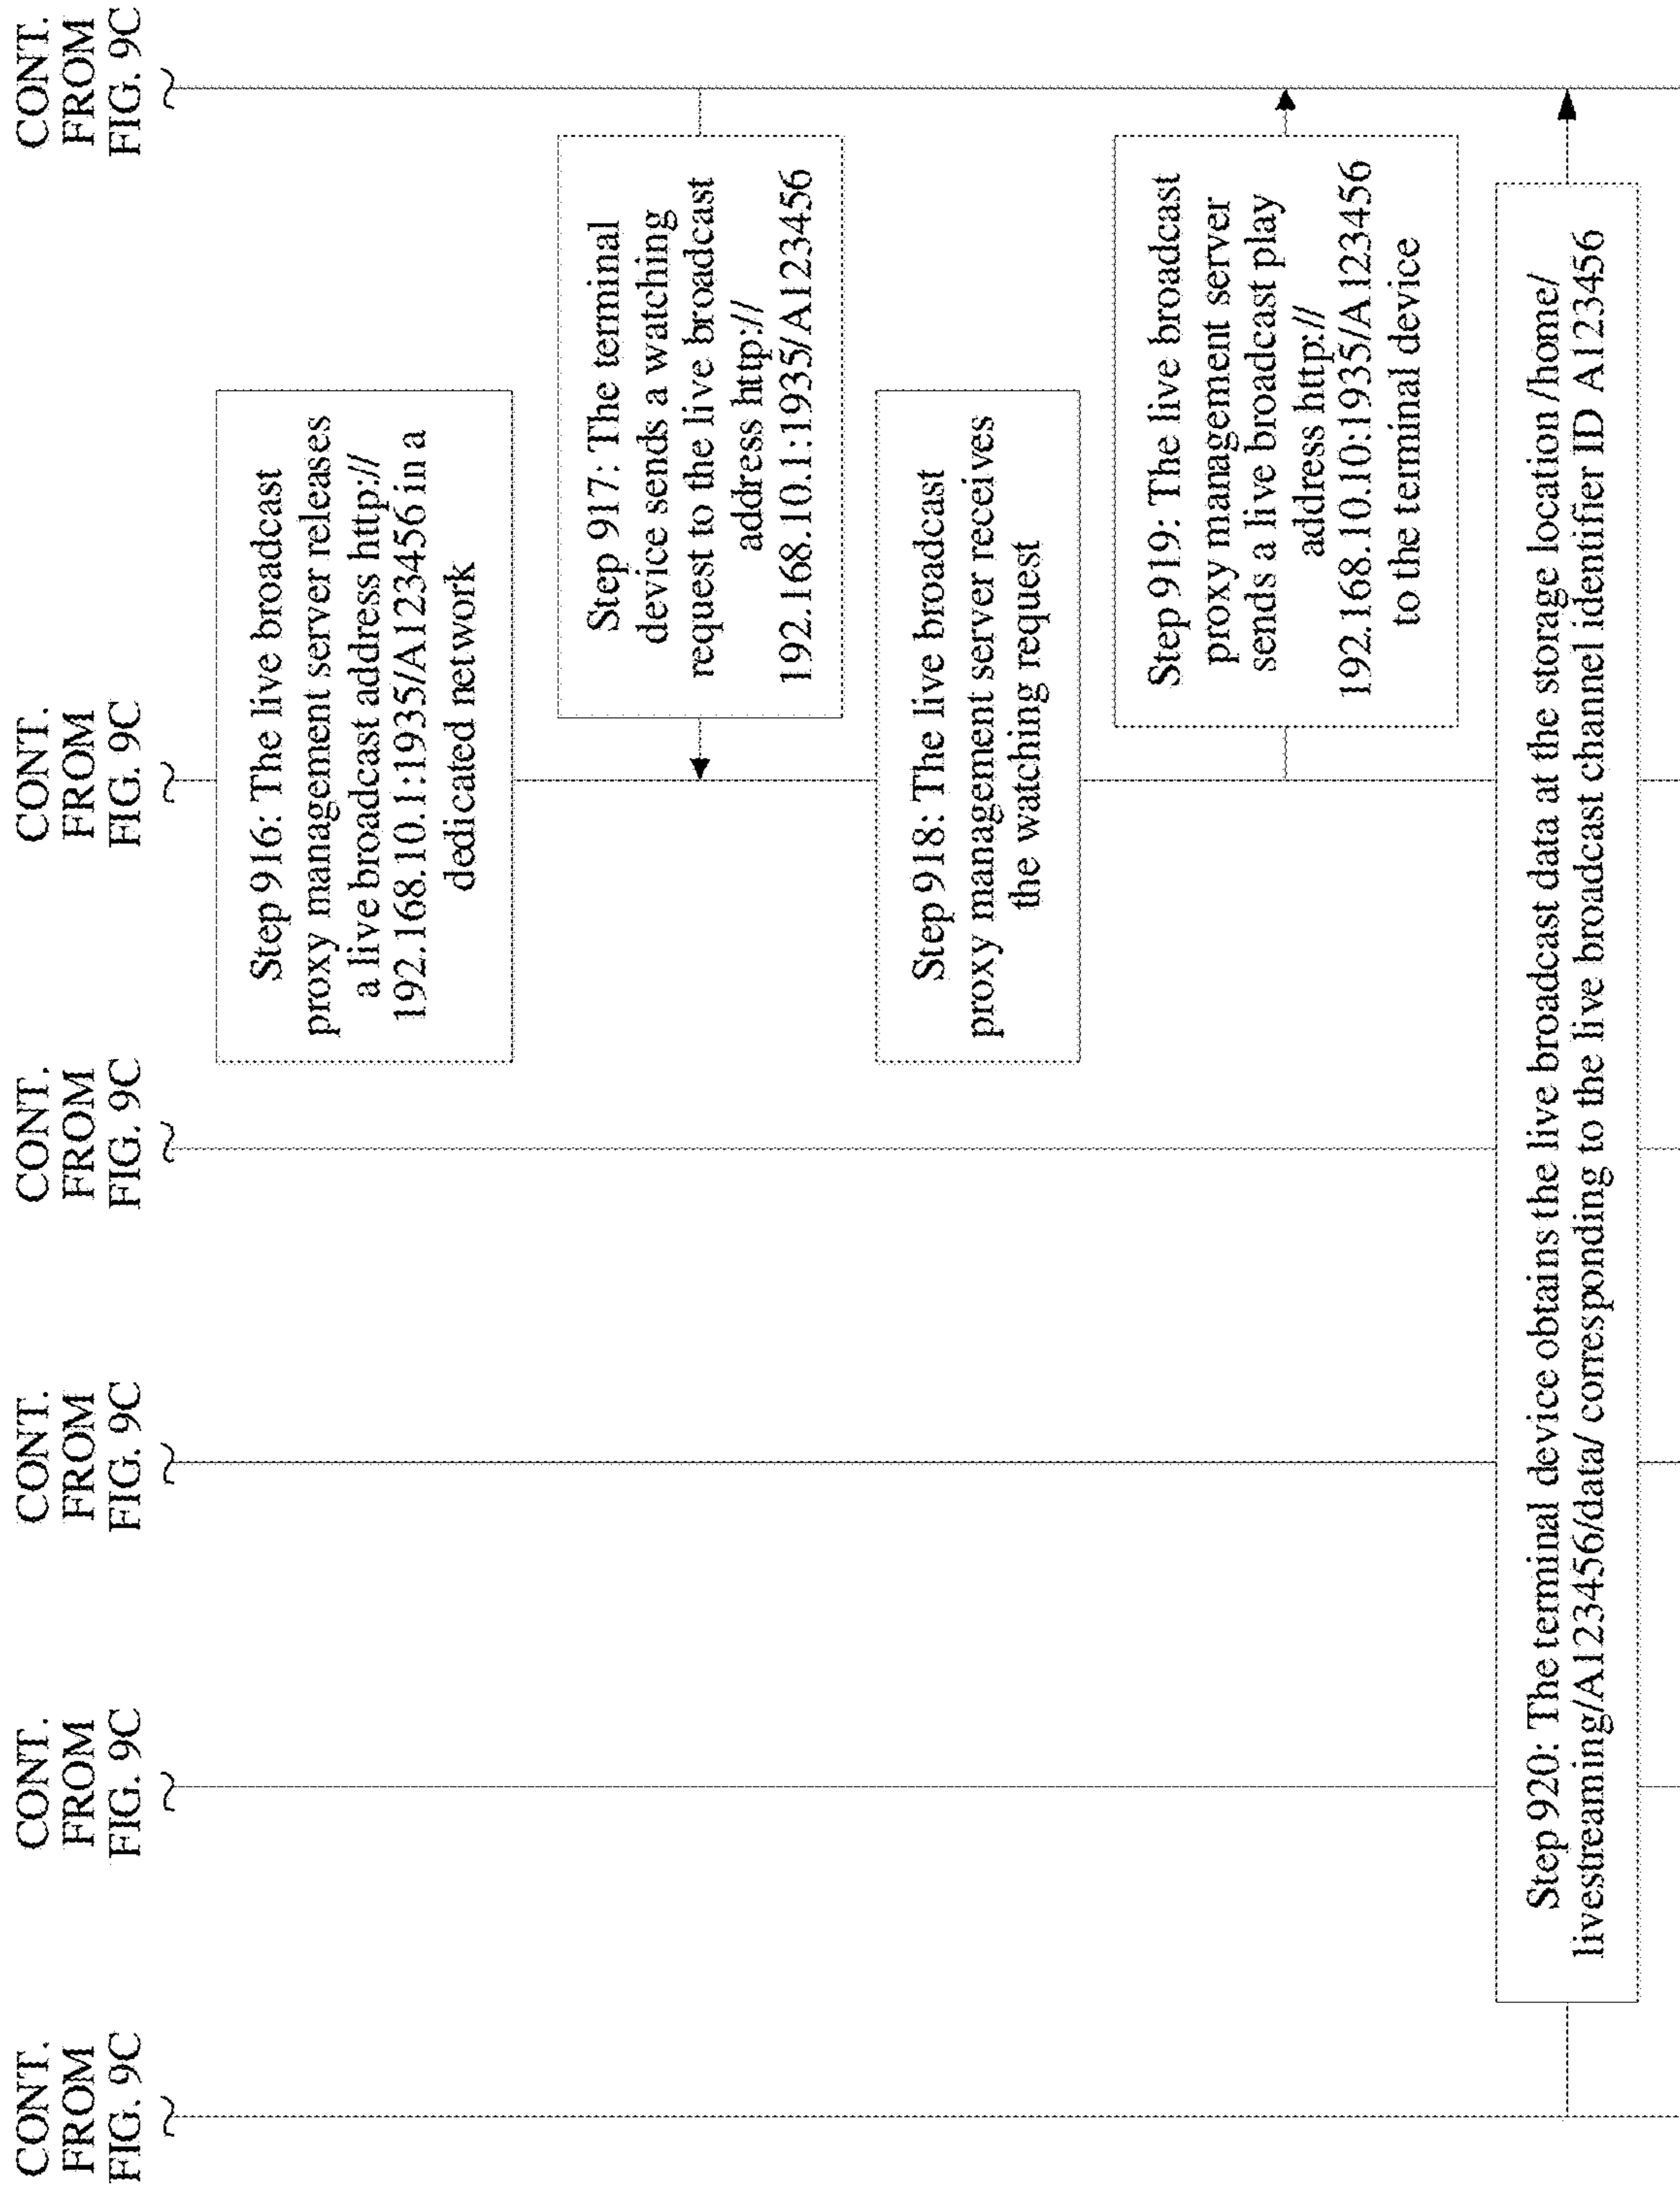 CONT.
FROM
FIG. 9C
CONT.
FROM
FIG. 9C
CONT.
FROM
FIG. 9C
CONT.
FROM
FIG. 9C
CONT.
FROM
FIG. 9C
CONT.
FROM
FIG. 9C
CONT.
FROM
FIG. 9C
Step 916: The live broadcast
proxy management server releases
a live broadcast address http://
192.168.10.1:1935/A123456 in a
dedicated network
Step 917: The terminal
device sends a watching
request to the live broadcast
address http://
192.168.10.1:1935/A123456
Step 918: The live broadcast
proxy management server receives
the watching request
Step 919: The live broadcast
proxy management server
sends a live broadcast play
address http://
192.168.10.10:1935/A123456
to the terminal device
Step 920: The terminal device obtains the live broadcast data at the storage location /home/
livestreaming/A123456/data/ corresponding to the live broadcast channel identifier ID A123456